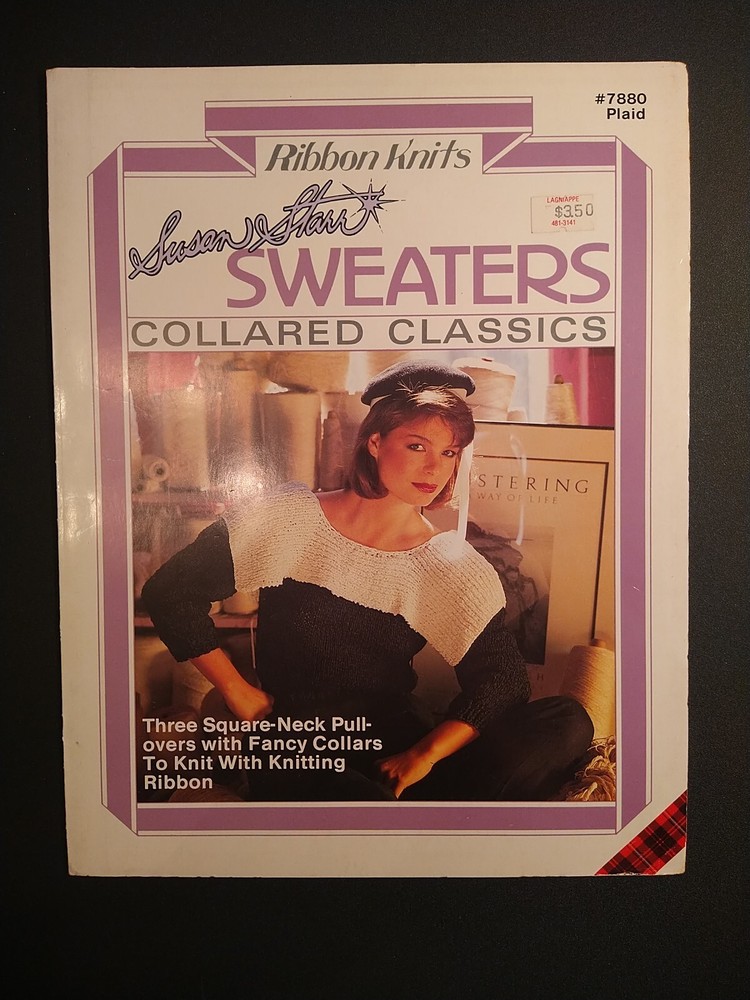 #7880
Plaid
Ribbon Knits
Susan Starr
LAGNIAPPE
$3.50
481-3141
SWEATERS
COLLARED CLASSICS
STERING
WAY OF LIFE
Three Square-Neck Pull-
overs with Fancy Collars
To Knit With Knitting
Ribbon